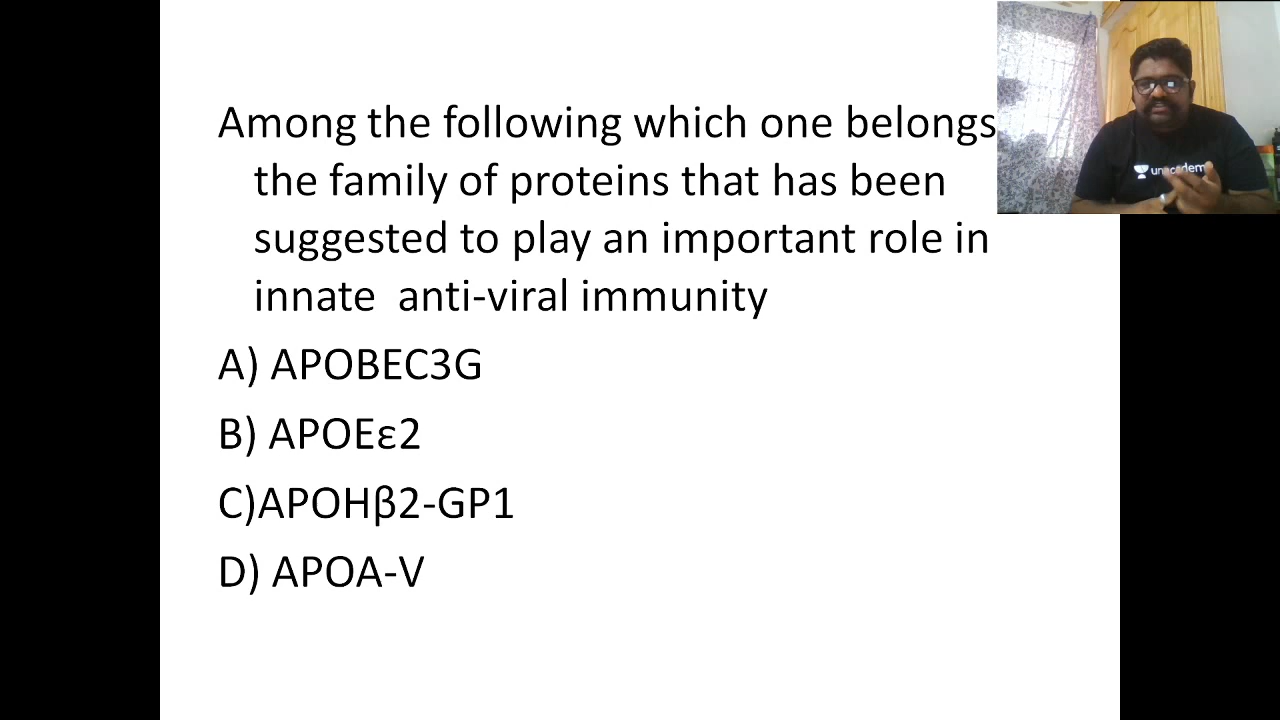 Among the following which one belongs
the family of proteins that has been
suggested to play an important role in
innate  anti-viral immunity
A) APOBEC3G
B) APOEε2
C)APOHβ2-GP1
D) APOA-V